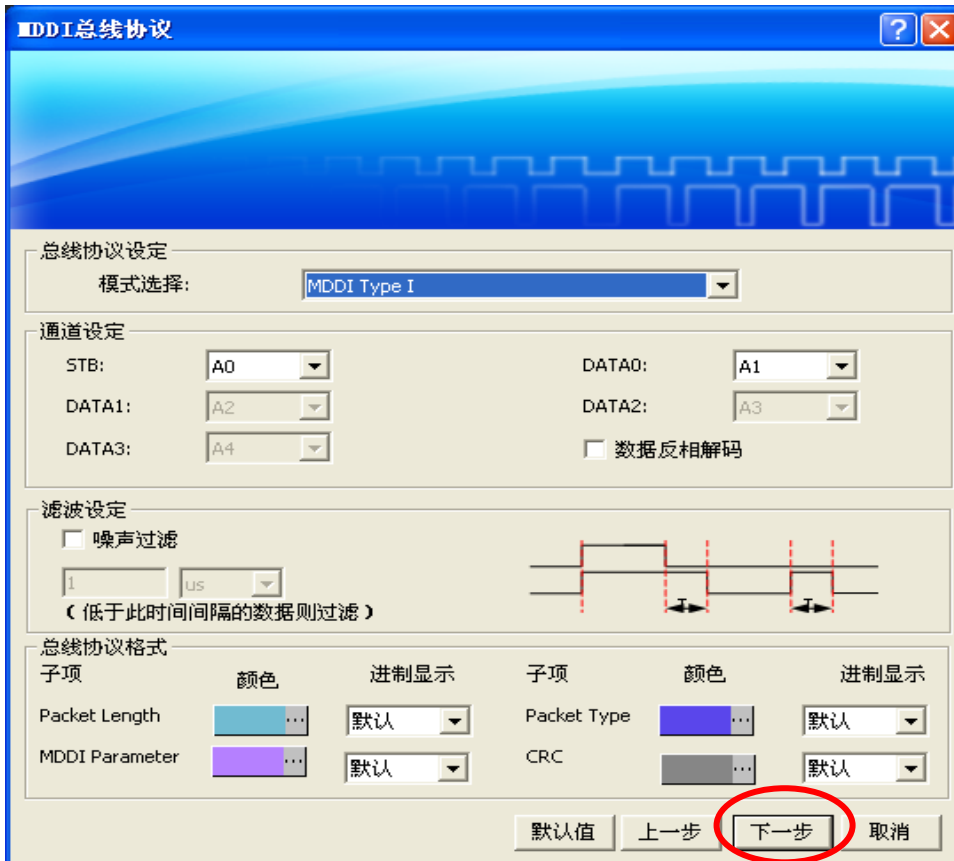 MDDI总线协议
总线协议设定
模式选择: MDDI Type I
通道设定
STB: A0 DATA0: A1
DATA1: A2 DATA2: A3
DATA3: A4 数据反相解码
滤波设定
噪声过滤
1 us
(低于此时间间隔的数据则过滤)
T T
总线协议格式
子项 颜色 进制显示 子项 颜色 进制显示
Packet Length ... 默认 Packet Type ... 默认
MDDI Parameter ... 默认 CRC ... 默认
默认值 上一步 下一步 取消